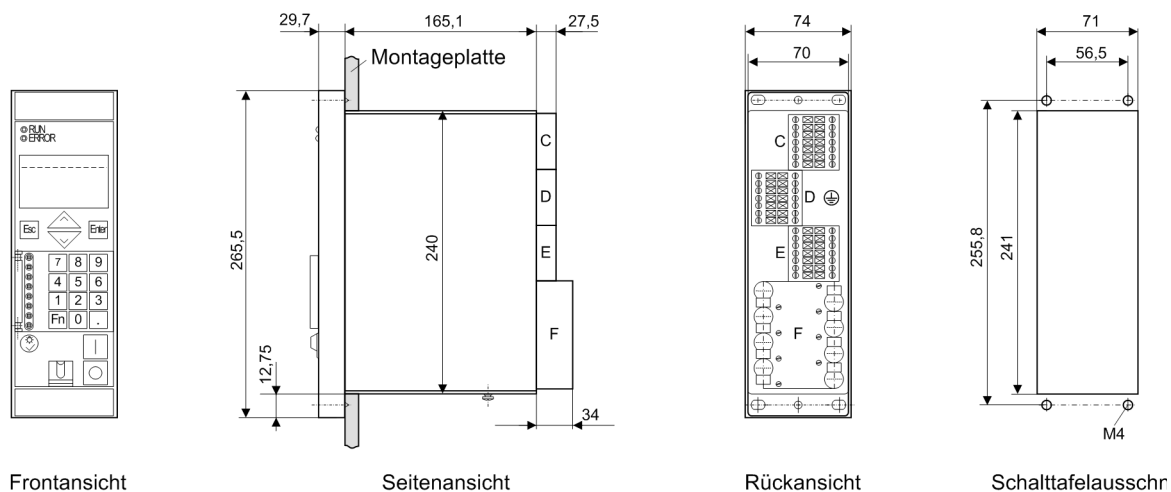 29,7
165,1
27,5
74
71
Montageplatte
70
56,5
RUN
ERROR
C
C
D
D
Esc
Enter
265,5
240
255,8
241
E
E
7 8 9
4 5 6
1 2 3
Fn 0 .
F
F
12,75
34
M4
Frontansicht
Seitenansicht
Rückansicht
Schalttafelausschn